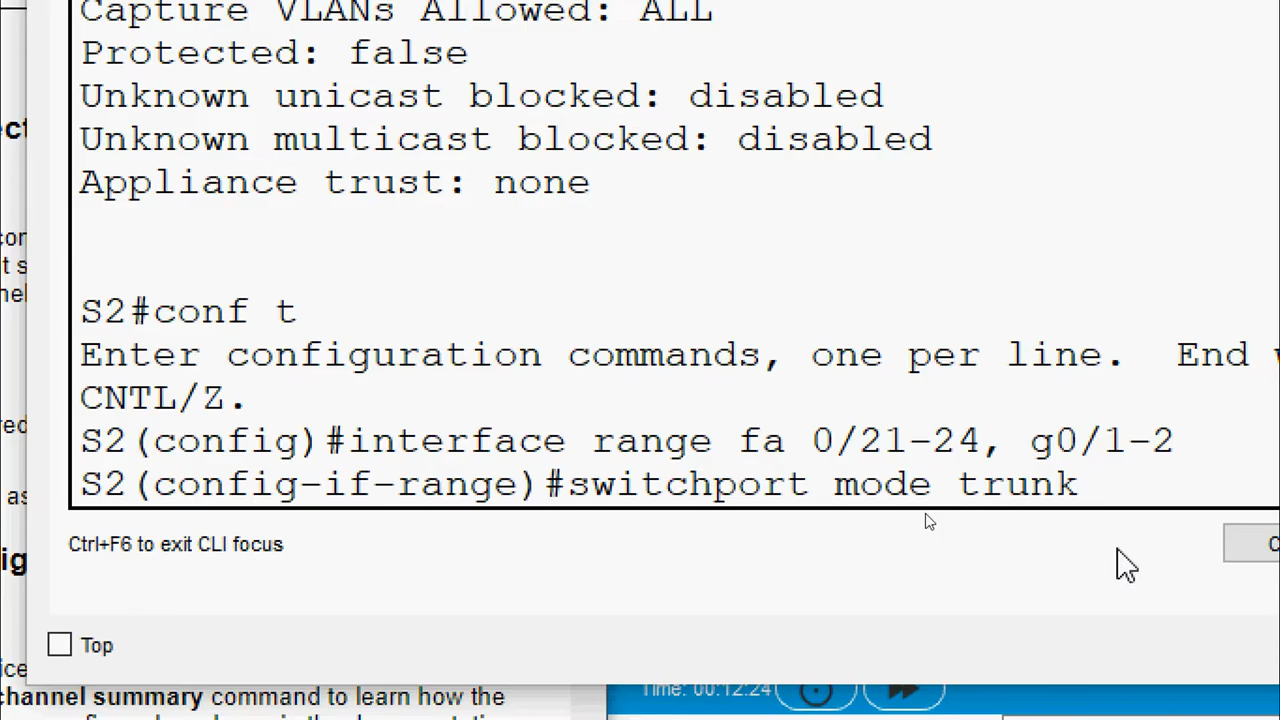 Capture VLANs Allowed: ALL
Protected: false
Unknown unicast blocked: disabled
Unknown multicast blocked: disabled
Appliance trust: none
S2#conf t
Enter configuration commands, one per line.  End
CNTL/Z.
S2(config)#interface range fa 0/21-24, g0/1-2
S2(config-if-range)#switchport mode trunk
Ctrl+F6 to exit CLI focus
Top
channel summary command to learn how the
Time: 00:12:24